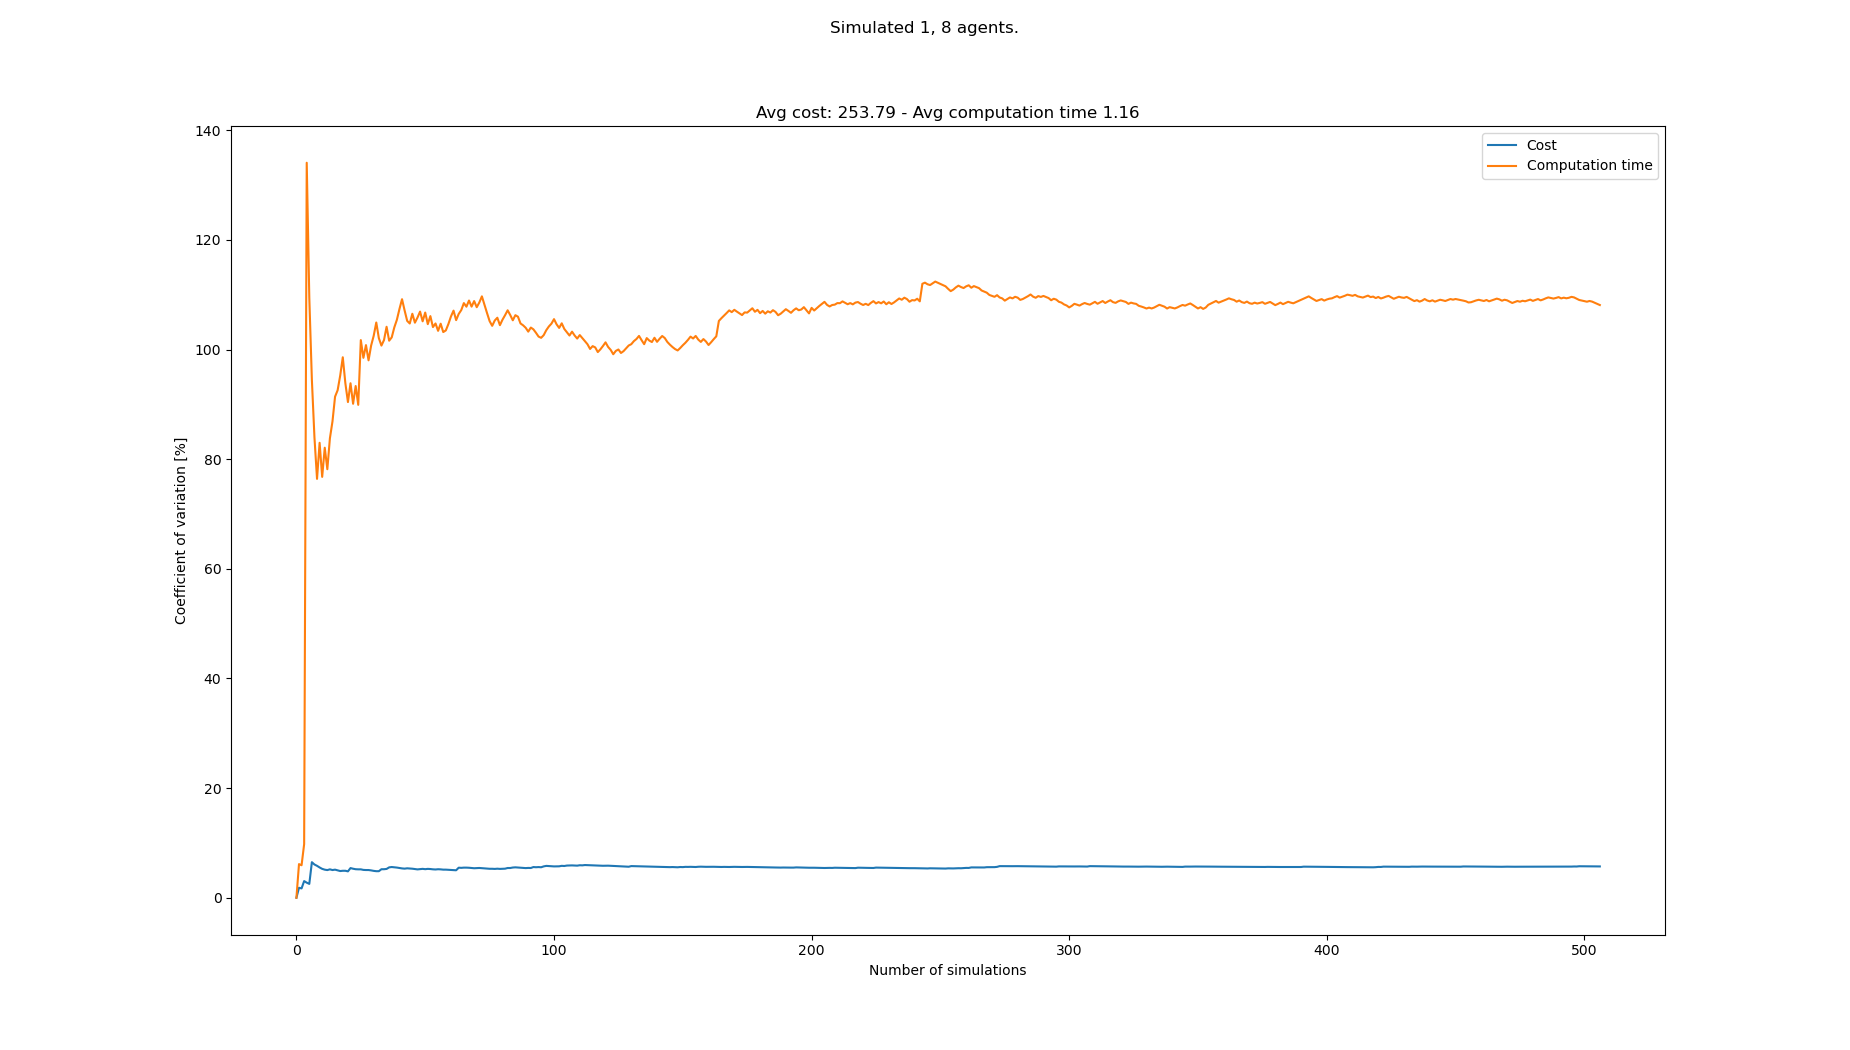 Simulated 1, 8 agents.
Avg cost: 253.79 - Avg computation time 1.16
140
120
100
80
60
40
20
0
Coefficient of variation [%]
Cost
Computation time
0 100 200 300 400 500
Number of simulations